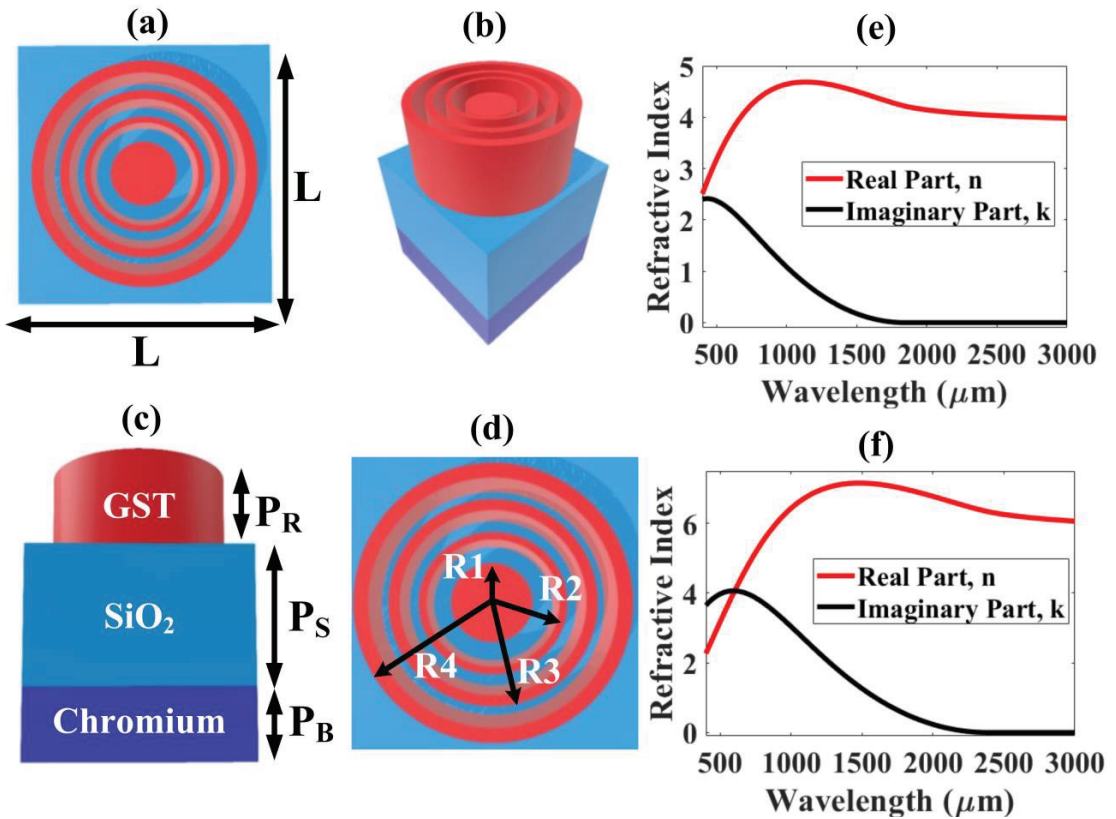 (a)
L
L
(b)
(e)
Refractive Index
5
4
3
2
1
0
Real Part, n
Imaginary Part, k
500 1000 1500 2000 2500 3000
Wavelength (μm)
(c)
GST
P_R
SiO₂
P_S
Chromium
P_B
(d)
R1
R2
R3
R4
(f)
Refractive Index
6
4
2
0
Real Part, n
Imaginary Part, k
500 1000 1500 2000 2500 3000
Wavelength (μm)